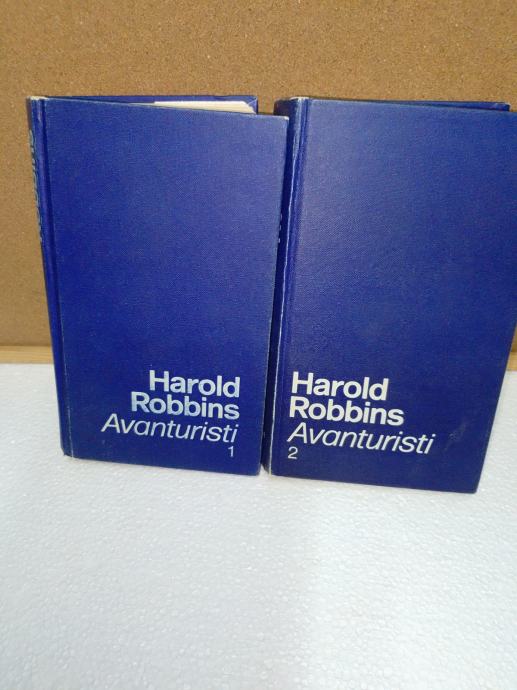 Harold
Robbins
Avanturisti
1
Harold
Robbins
Avanturisti
2